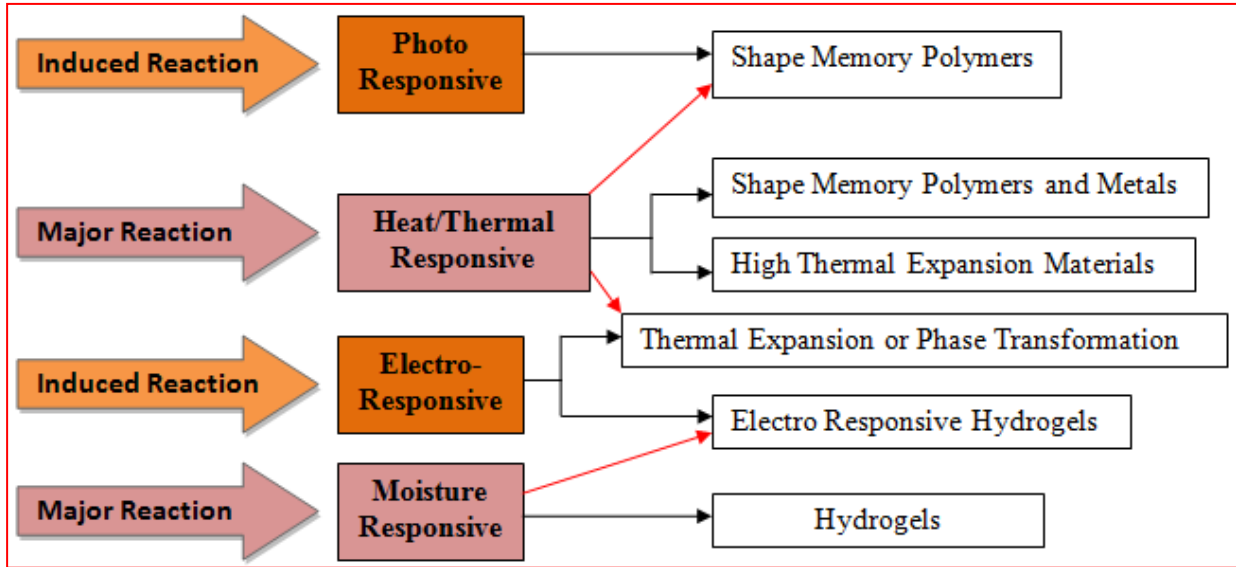 Induced Reaction
Photo
Responsive
Shape Memory Polymers
Major Reaction
Heat/Thermal
Responsive
Shape Memory Polymers and Metals
High Thermal Expansion Materials
Thermal Expansion or Phase Transformation
Induced Reaction
Electro-
Responsive
Electro Responsive Hydrogels
Major Reaction
Moisture
Responsive
Hydrogels